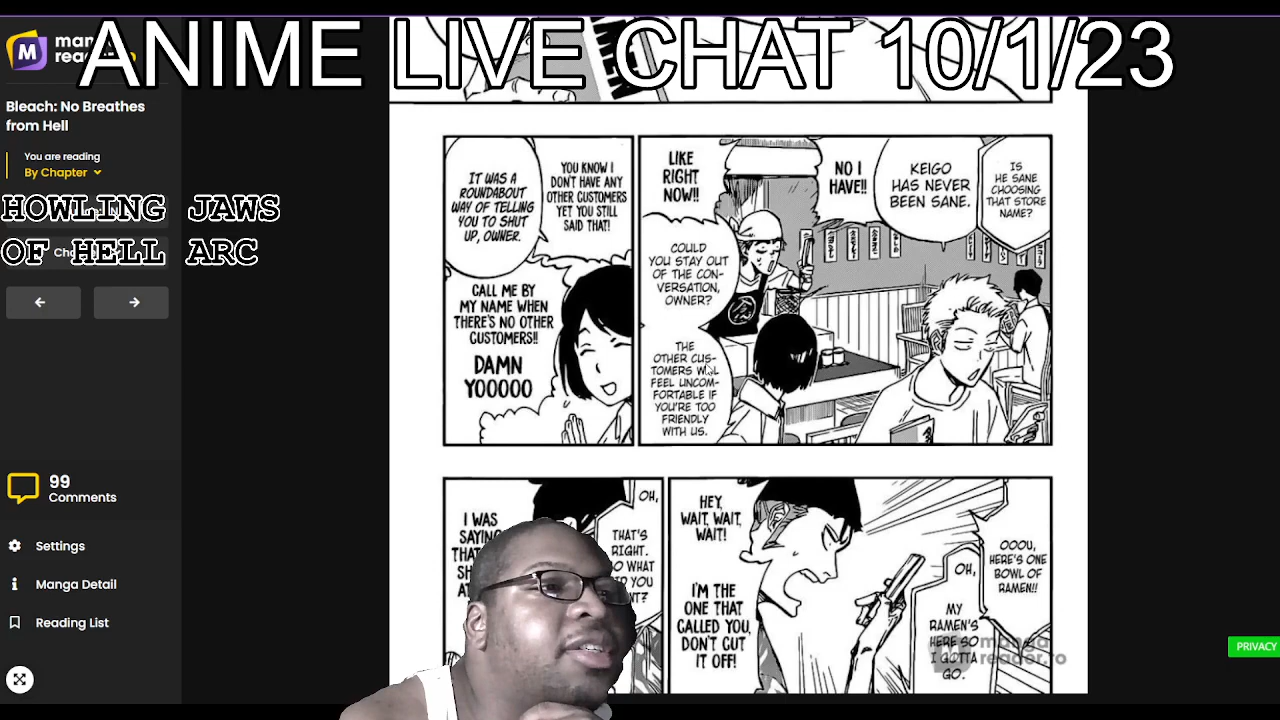 ANIME LIVE CHAT 10/1/23
Bleach: No Breathes
from Hell
You are reading
By Chapter
HOWLING JAWS
OF HELL ARC
99
Comments
Settings
Manga Detail
Reading List
IS
HE SANE
CHOOSING
THAT STORE
NAME?
KEIGO
HAS NEVER
BEEN SANE.
NO I
HAVE!!
LIKE
RIGHT
NOW!!
COULD
YOU STAY OUT
OF THE CON-
VERSATION,
OWNER?
THE
OTHER CUS-
TOMERS WILL
FEEL UNCOM-
FORTABLE IF
YOU'RE TOO
FRIENDLY
WITH US.
YOU KNOW I
DON'T HAVE ANY
OTHER CUSTOMERS
YET YOU STILL
SAID THAT!
IT WAS A
ROUNDABOUT
WAY OF TELLING
YOU TO SHUT
UP, OWNER.
CALL ME BY
MY NAME WHEN
THERE'S NO OTHER
CUSTOMERS!!
DAMN
YOOOOO
OOOU,
HERE'S ONE
BOWL OF
RAMEN!!
OH,
MY
RAMEN'S
HERE SO
I GOTTA
GO.
HEY,
WAIT, WAIT,
WAIT!
I'M THE
ONE THAT
CALLED YOU,
DON'T CUT
IT OFF!
OH,
THAT'S
RIGHT.
WHAT
YOU
I WAS
SAYING
manga
reader.to
PRIVACY